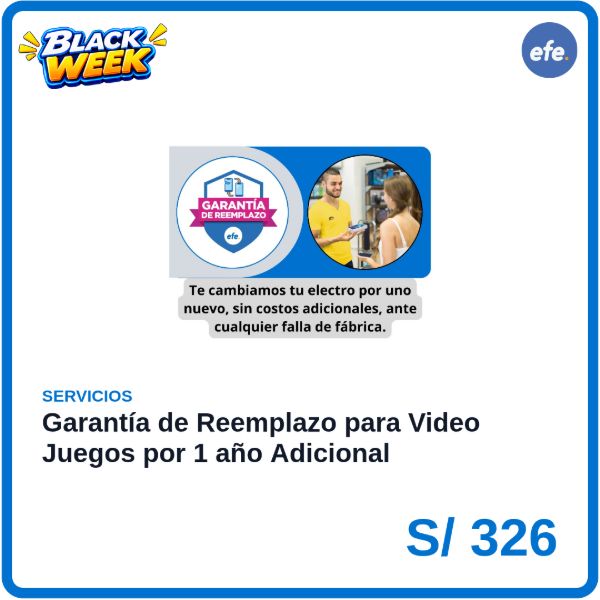 BLACK
WEEK
efe.
GARANTÍA
DE REEMPLAZO
efe.
Te cambiamos tu electro por uno
nuevo, sin costos adicionales, ante
cualquier falla de fábrica.
SERVICIOS
Garantía de Reemplazo para Video
Juegos por 1 año Adicional
S/ 326